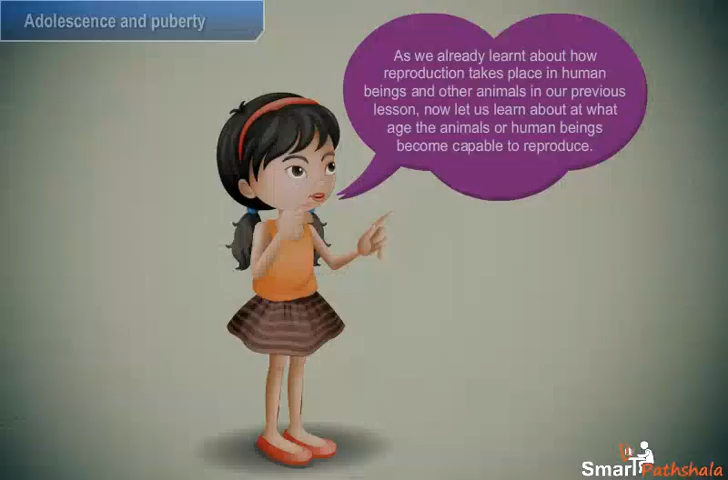 Adolescence and puberty
As we already learnt about how
reproduction takes place in human
beings and other animals in our previous
lesson, now let us learn about at what
age the animals or human beings
become capable to reproduce.
Smart Pathshala